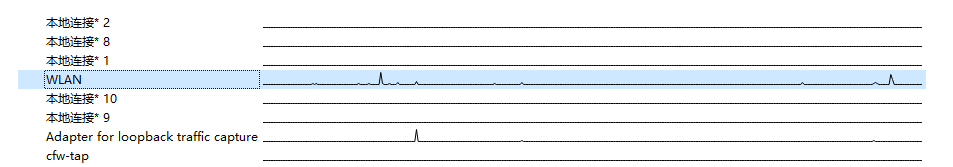 本地连接* 2
本地连接* 8
本地连接* 1
WLAN
本地连接* 10
本地连接* 9
Adapter for loopback traffic capture
cfw-tap